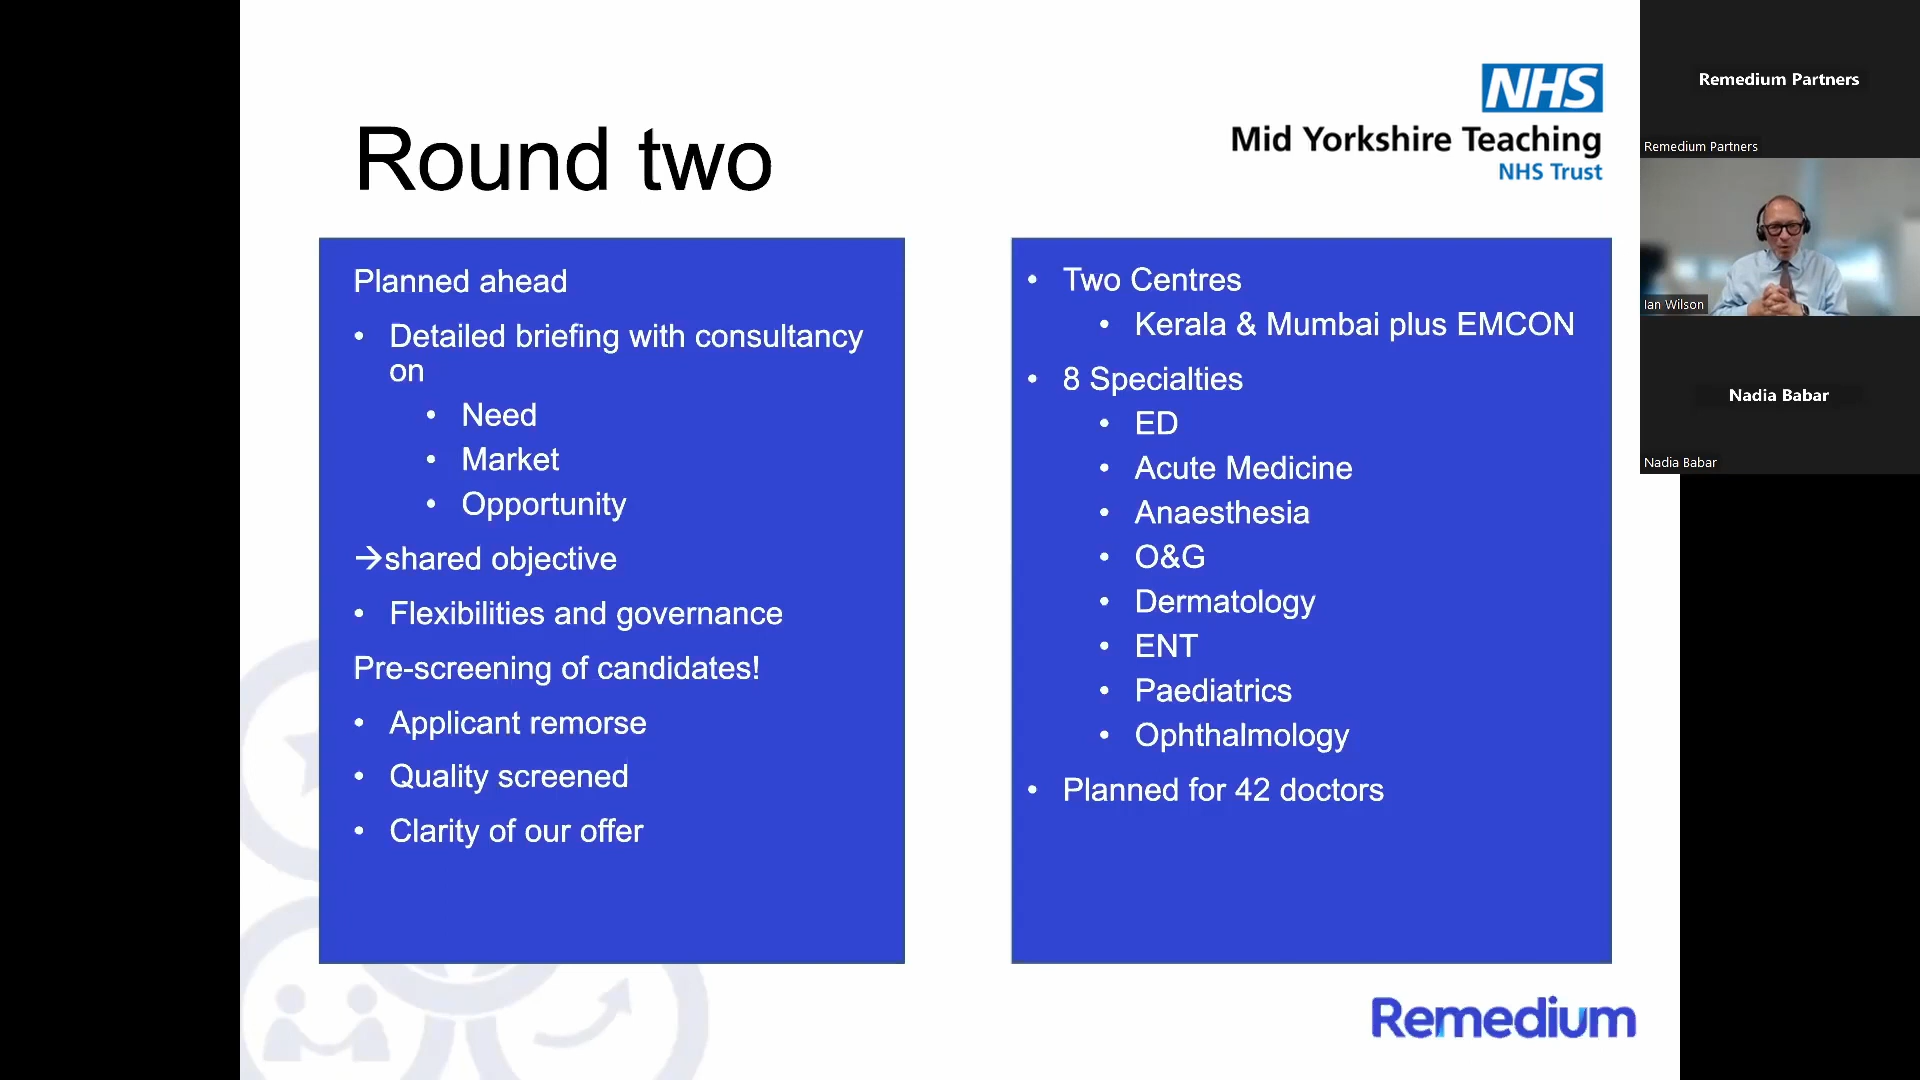 Round two
NHS
Mid Yorkshire Teaching
NHS Trust
Planned ahead
• Detailed briefing with consultancy
on
• Need
• Market
• Opportunity
→shared objective
• Flexibilities and governance
Pre-screening of candidates!
• Applicant remorse
• Quality screened
• Clarity of our offer
• Two Centres
• Kerala & Mumbai plus EMCON
• 8 Specialties
• ED
• Acute Medicine
• Anaesthesia
• O&G
• Dermatology
• ENT
• Paediatrics
• Ophthalmology
• Planned for 42 doctors
Remedium
Remedium Partners
Remedium Partners
Ian Wilson
Nadia Babar
Nadia Babar